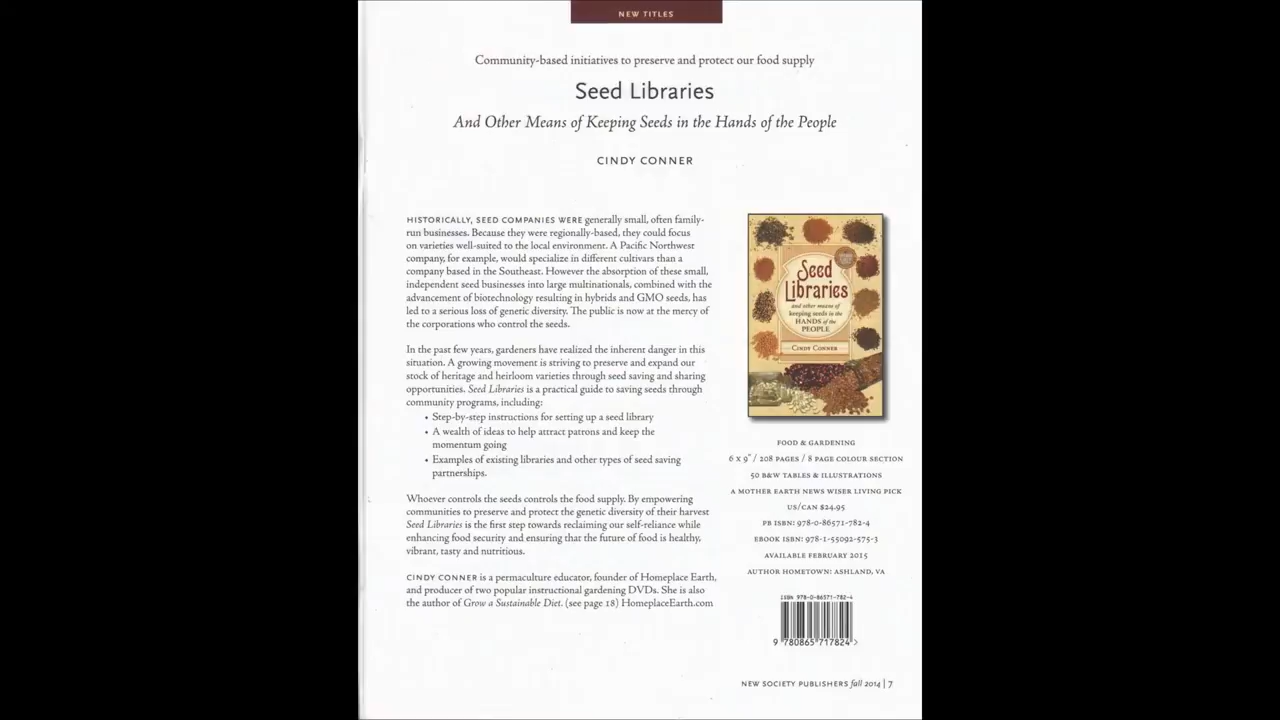 NEW TITLES
Community-based initiatives to preserve and protect our food supply
Seed Libraries
And Other Means of Keeping Seeds in the Hands of the People
CINDY CONNER
HISTORICALLY, SEED COMPANIES WERE generally small, often family-
run businesses. Because they were regionally-based, they could focus
on varieties well-suited to the local environment. A Pacific Northwest
company, for example, would specialize in different cultivars than a
company based in the Southeast. However the absorption of these small,
independent seed businesses into large multinationals, combined with the
advancement of biotechnology resulting in hybrids and GMO seeds, has
led to a serious loss of genetic diversity. The public is now at the mercy of
the corporations who control the seeds.
In the past few years, gardeners have realized the inherent danger in this
situation. A growing movement is striving to preserve and expand our
stock of heritage and heirloom varieties through seed saving and sharing
opportunities. Seed Libraries is a practical guide to saving seeds through
community programs, including:
• Step-by-step instructions for setting up a seed library
• A wealth of ideas to help attract patrons and keep the
momentum going
• Examples of existing libraries and other types of seed saving
partnerships.
Whoever controls the seeds controls the food supply. By empowering
communities to preserve and protect the genetic diversity of their harvest
Seed Libraries is the first step towards reclaiming our self-reliance while
enhancing food security and ensuring that the future of food is healthy,
vibrant, tasty and nutritious.
CINDY CONNER is a permaculture educator, founder of Homeplace Earth,
and producer of two popular instructional gardening DVDs. She is also
the author of Grow a Sustainable Diet. (see page 18) HomeplaceEarth.com
Seed
Libraries
and other means of
keeping seeds in the
HANDS of the
PEOPLE
CINDY CONNER
FOOD & GARDENING
6 X 9" / 208 PAGES / 8 PAGE COLOUR SECTION
50 B&W TABLES & ILLUSTRATIONS
A MOTHER EARTH NEWS WISER LIVING PICK
US/CAN $24.95
PB ISBN: 978-0-86571-782-4
EBOOK ISBN: 978-1-55092-575-3
AVAILABLE FEBRUARY 2015
AUTHOR HOMETOWN: ASHLAND, VA
ISBN 978-0-86571-782-4
9 780865 717824 >
NEW SOCIETY PUBLISHERS fall 2014 | 7